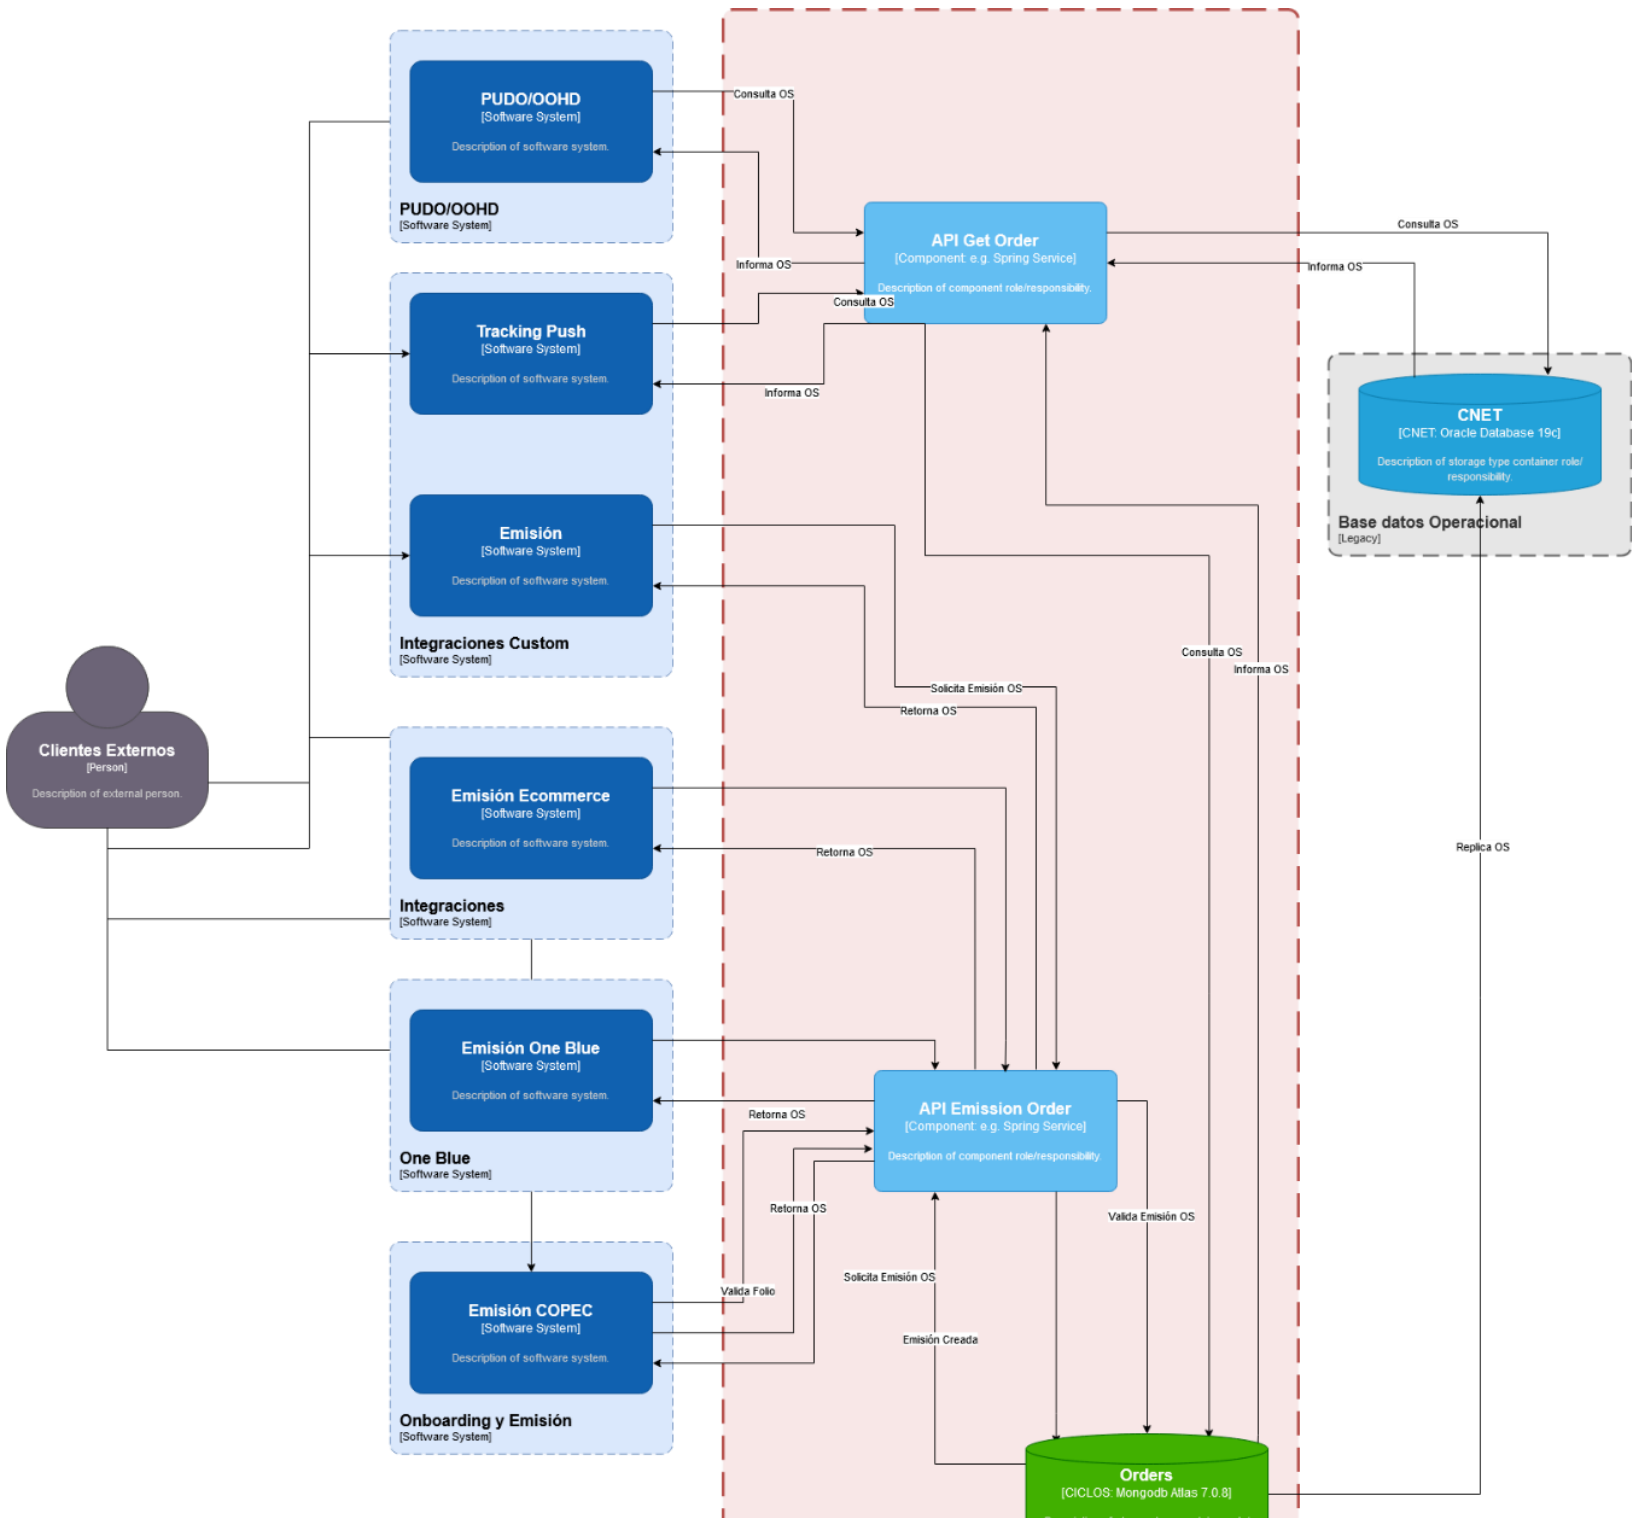 PUDO/OOHD
[Software System]
Description of software system.
PUDO/OOHD
[Software System]
Consulta OS
Informa OS
API Get Order
[Component: e.g. Spring Service]
Description of component role/responsibility.
Consulta OS
Informa OS
Tracking Push
[Software System]
Description of software system.
Consulta OS
Informa OS
CNET
[CNET: Oracle Database 19c]
Description of storage type container role/
responsibility.
Base datos Operacional
[Legacy]
Emisión
[Software System]
Description of software system.
Integraciones Custom
[Software System]
Consulta OS
Informa OS
Solicita Emisión OS
Retorna OS
Clientes Externos
[Person]
Description of external person.
Emisión Ecommerce
[Software System]
Description of software system.
Integraciones
[Software System]
Retorna OS
Replica OS
Emisión One Blue
[Software System]
Description of software system.
One Blue
[Software System]
Retorna OS
API Emission Order
[Component: e.g. Spring Service]
Description of component role/responsibility.
Retorna OS
Valida Emisión OS
Solicita Emisión OS
Valida Folio
Emisión Creada
Emisión COPEC
[Software System]
Description of software system.
Onboarding y Emisión
[Software System]
Orders
[CICLOS: Mongodb Atlas 7.0.8]